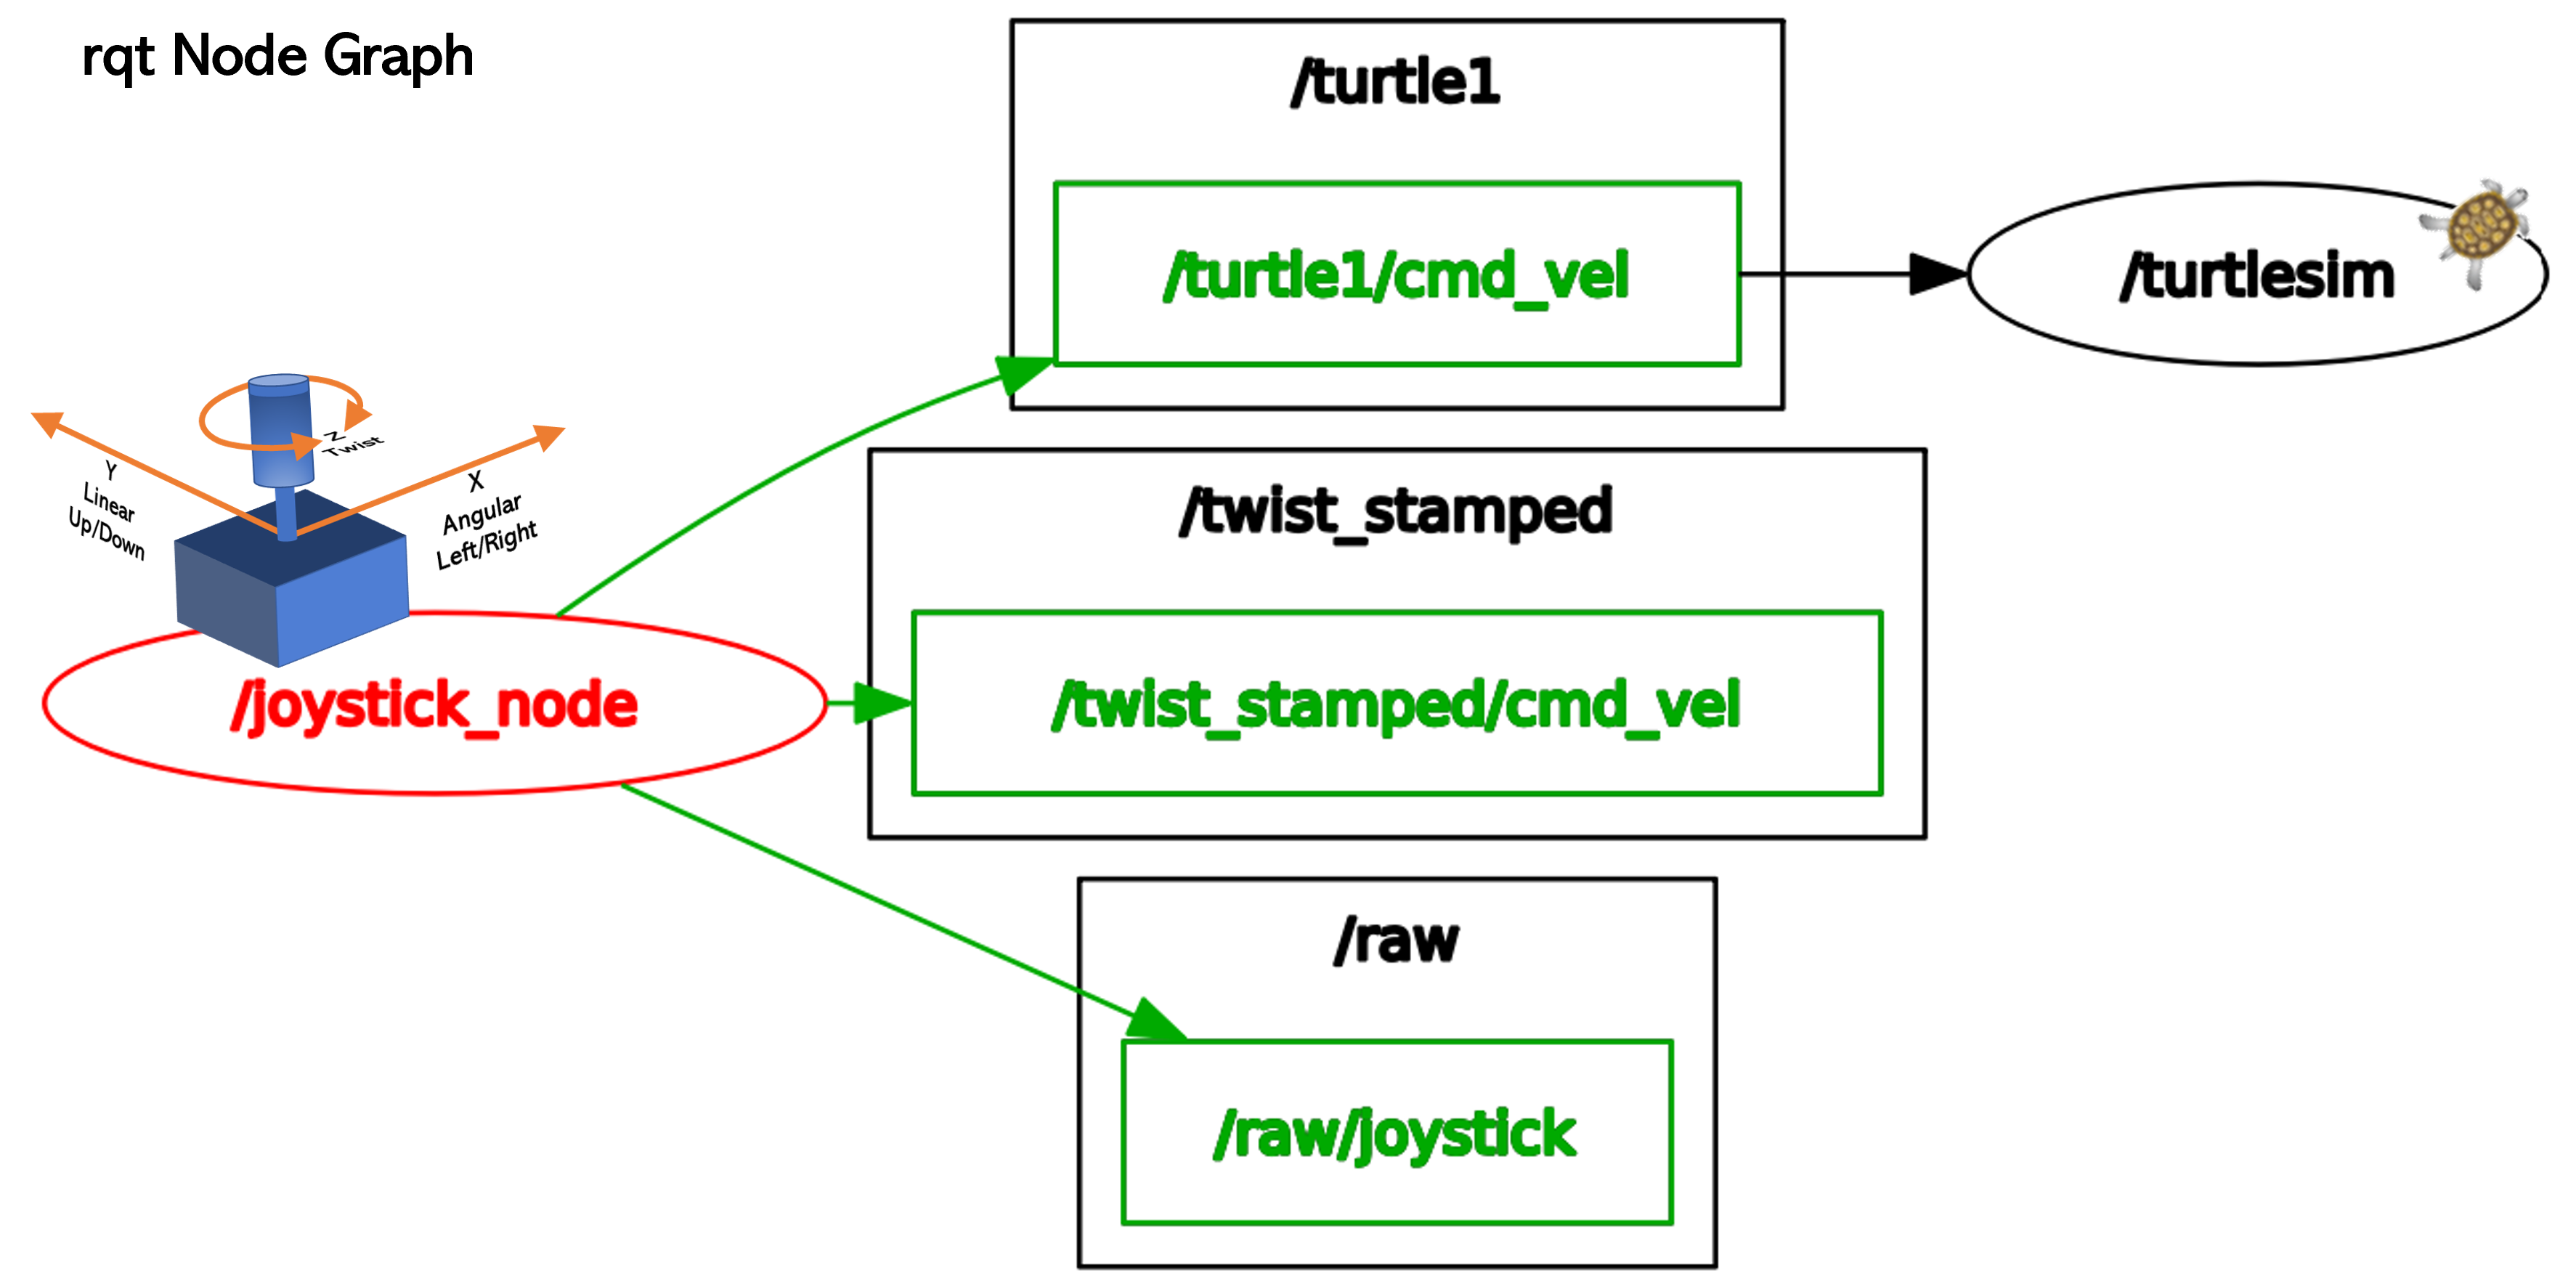 rqt Node Graph
/turtle1
/turtle1/cmd_vel
/turtlesim
Z
Twist
Y
Linear
Up/Down
X
Angular
Left/Right
/twist_stamped
/twist_stamped/cmd_vel
/joystick_node
/raw
/raw/joystick